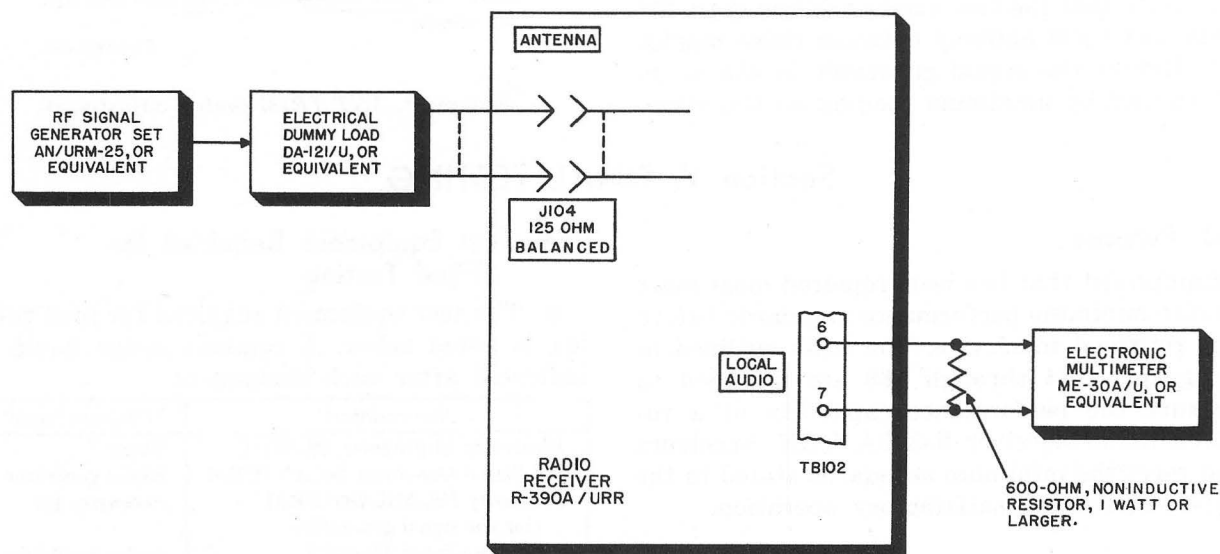 ANTENNA
RF SIGNAL
GENERATOR SET
AN/URM-25, OR
EQUIVALENT
ELECTRICAL
DUMMY LOAD
DA-121/U, OR
EQUIVALENT
J104
125 OHM
BALANCED
6
LOCAL
AUDIO
7
TB102
RADIO
RECEIVER
R-390A/URR
ELECTRONIC
MULTIMETER
ME-30A/U, OR
EQUIVALENT
600-OHM, NONINDUCTIVE
RESISTOR, 1 WATT OR
LARGER.